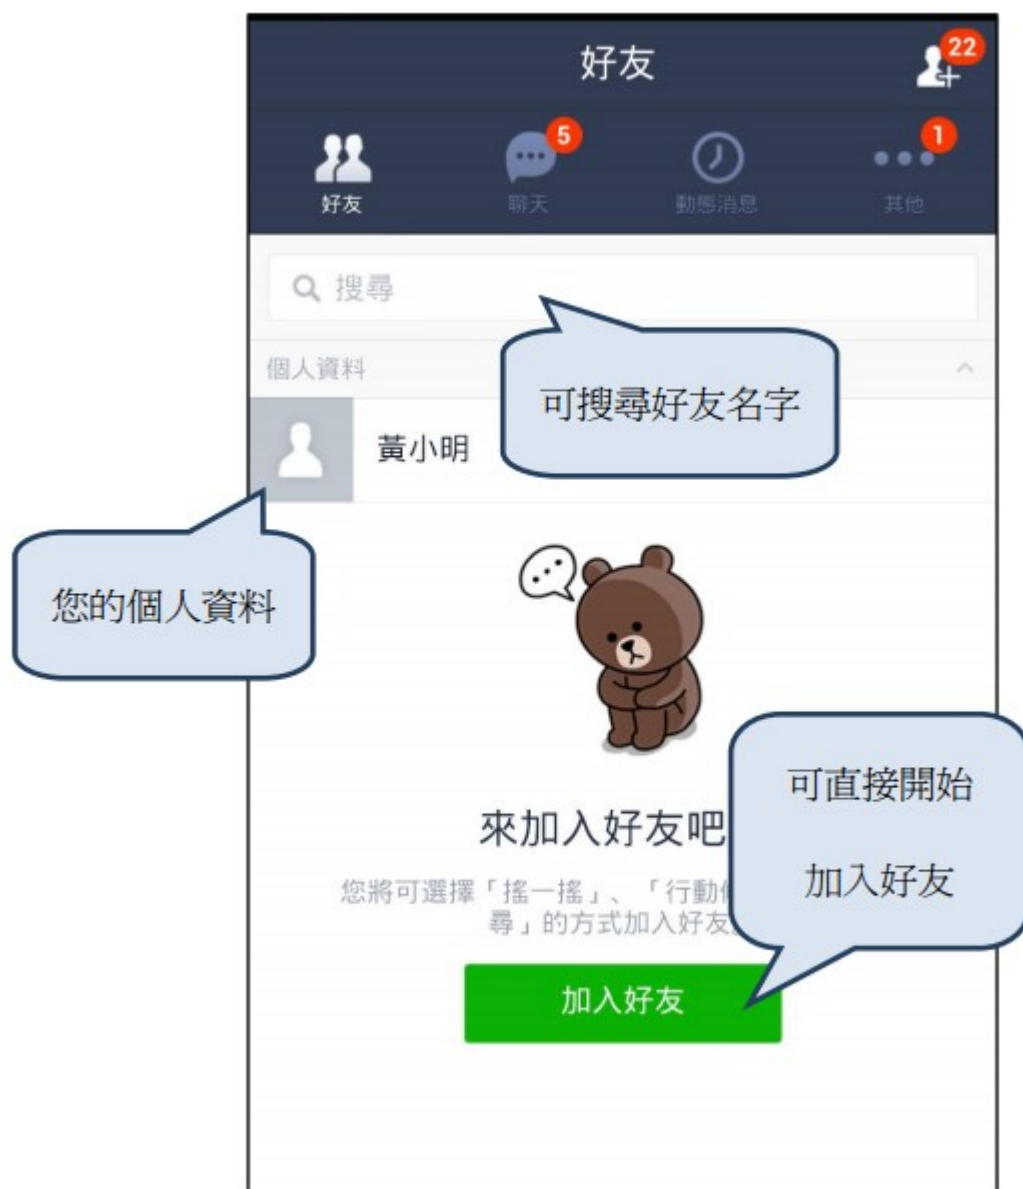 好友
22
5
1
好友
聊天
動態消息
其他
搜尋
可搜尋好友名字
個人資料
黃小明
您的個人資料
來加入好友吧
您將可選擇「搖一搖」、「行動
尋」的方式加入好友
可直接開始
加入好友
加入好友